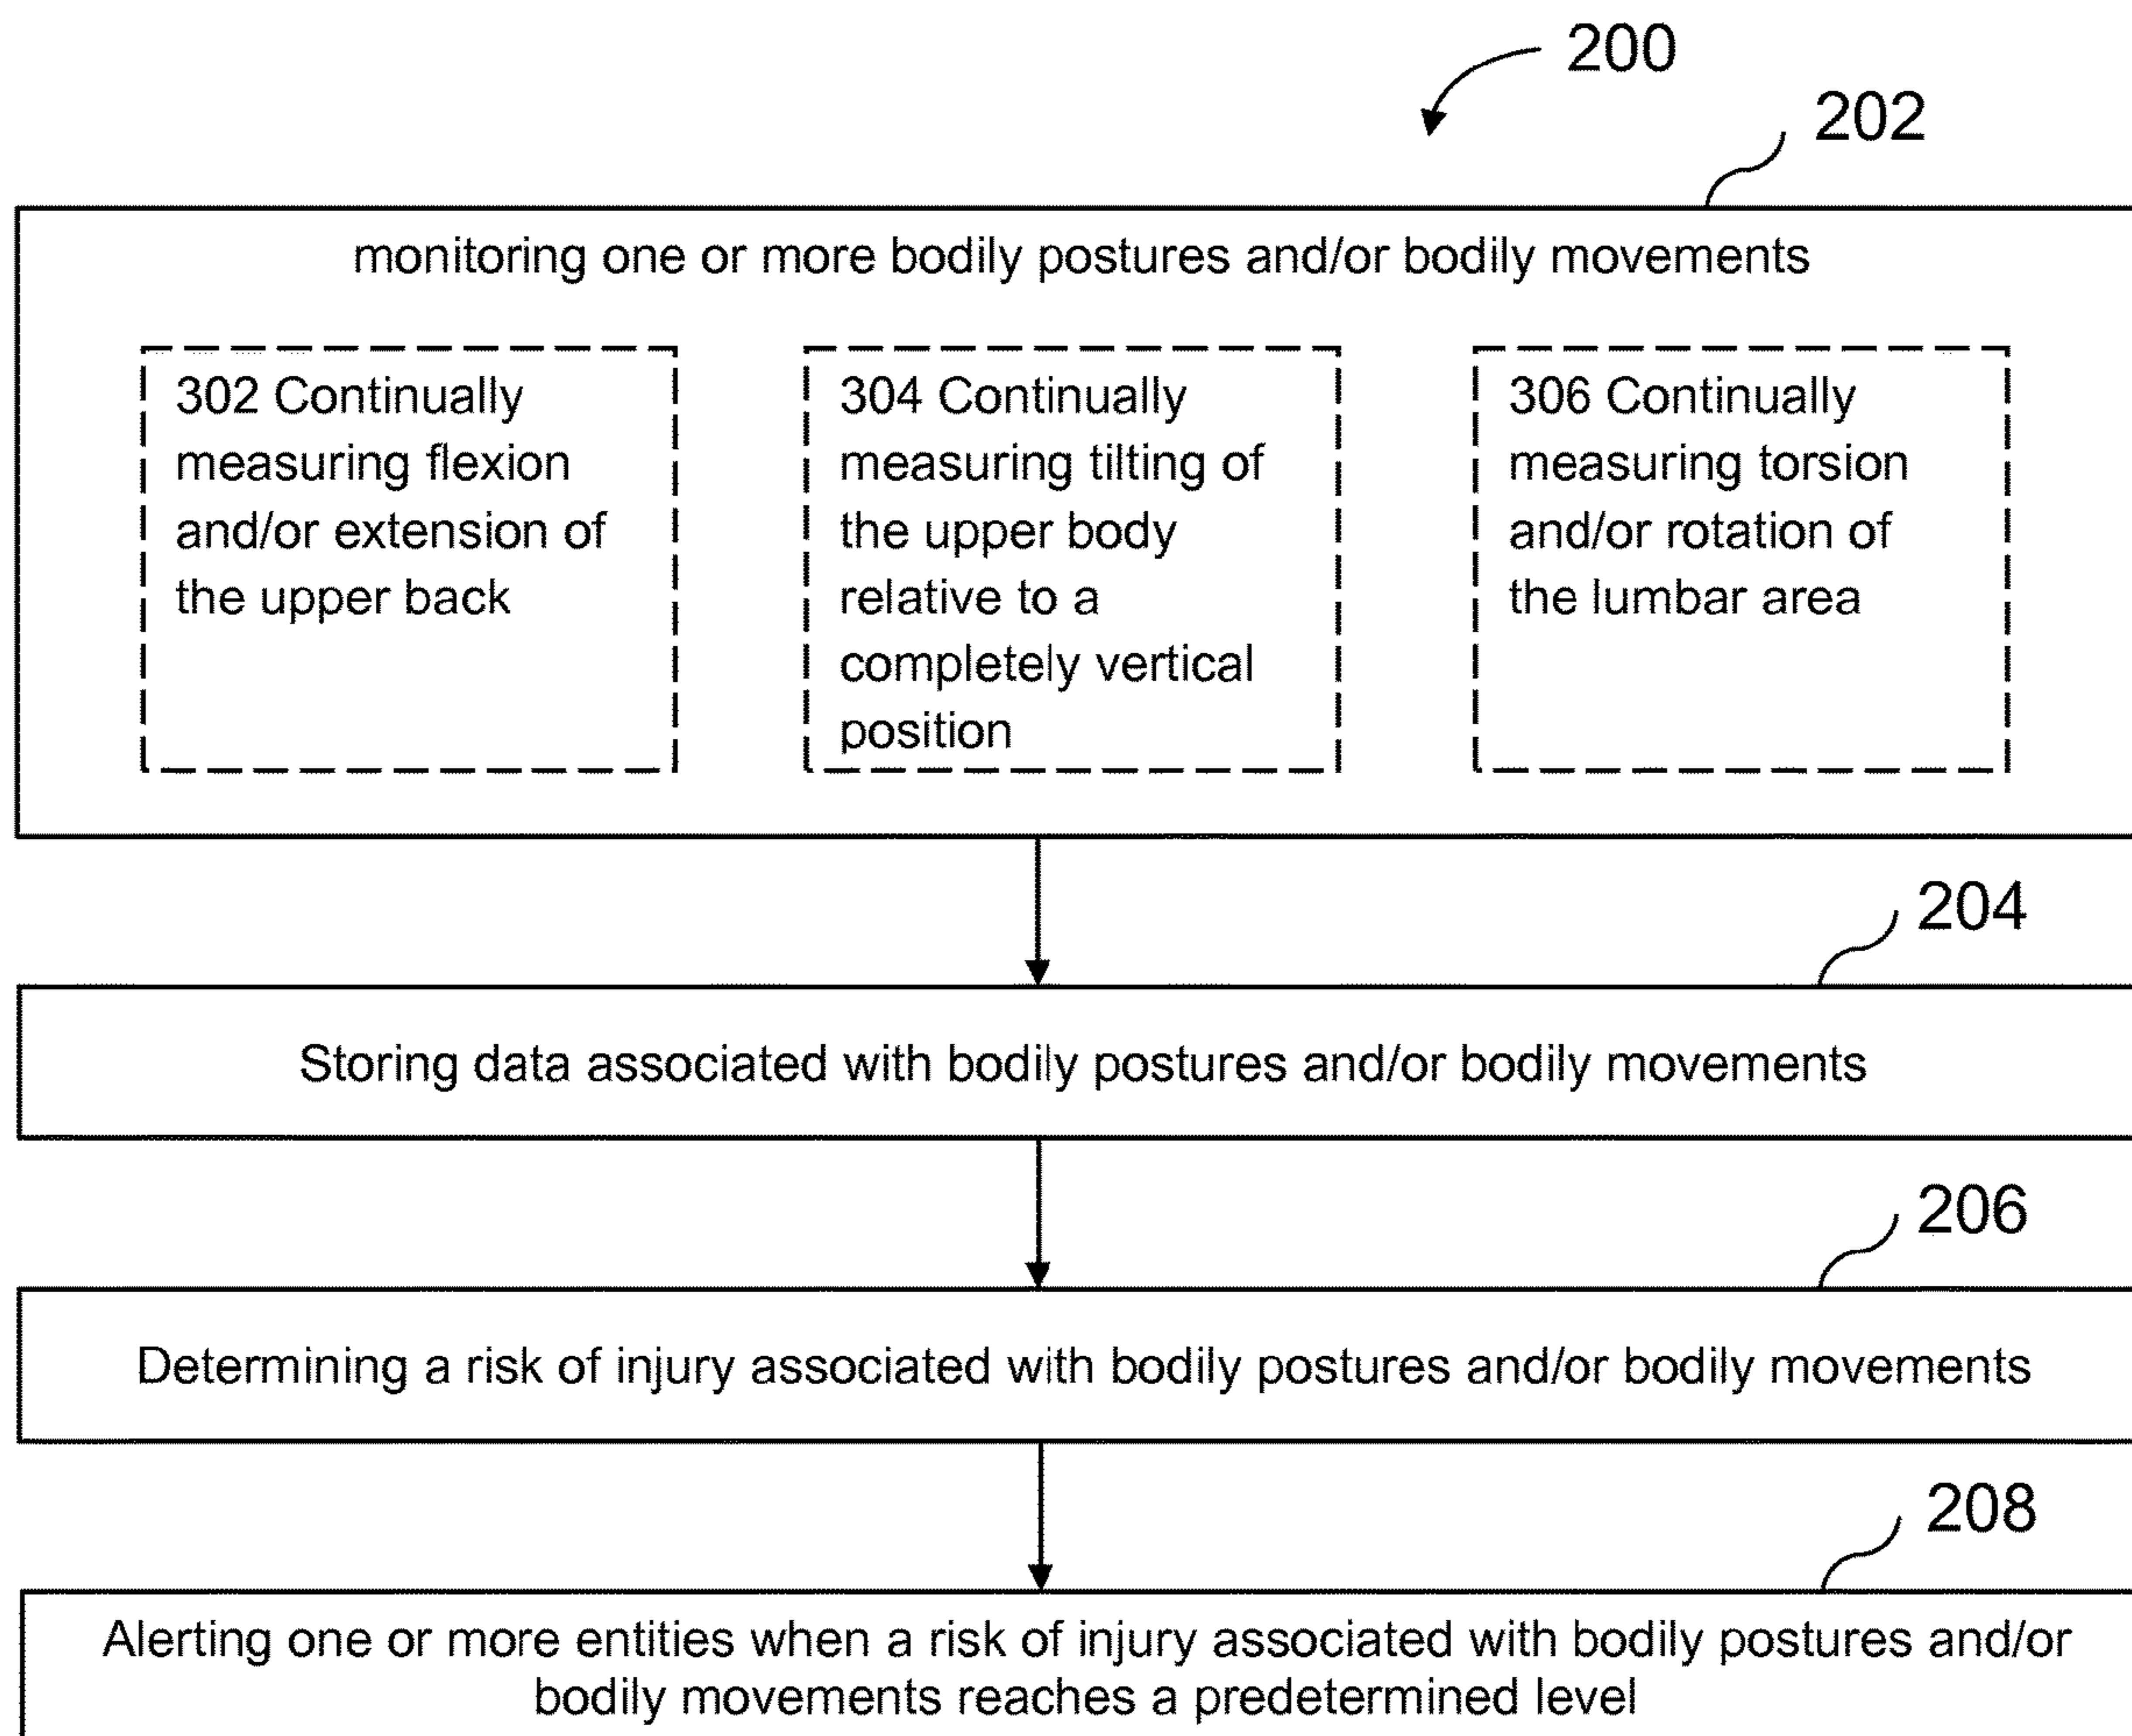 200
202
monitoring one or more bodily postures and/or bodily movements
302 Continually
measuring flexion
and/or extension of
the upper back
304 Continually
measuring tilting of
the upper body
relative to a
completely vertical
position
306 Continually
measuring torsion
and/or rotation of
the lumbar area
204
Storing data associated with bodily postures and/or bodily movements
206
Determining a risk of injury associated with bodily postures and/or bodily movements
208
Alerting one or more entities when a risk of injury associated with bodily postures and/or
bodily movements reaches a predetermined level